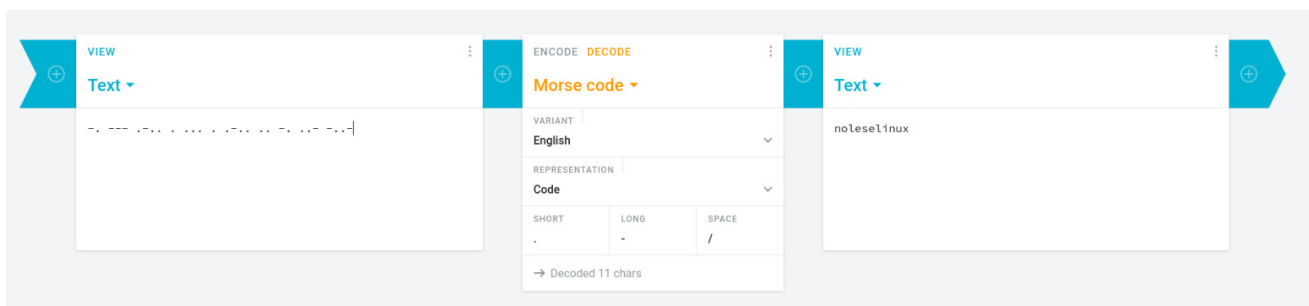 VIEW
Text
-. --- .-.. . ... . .-.. .. -. ..- -..-
ENCODE DECODE
Morse code
VARIANT
English
REPRESENTATION
Code
SHORT LONG SPACE
. - /
→ Decoded 11 chars
VIEW
Text
noleselinux